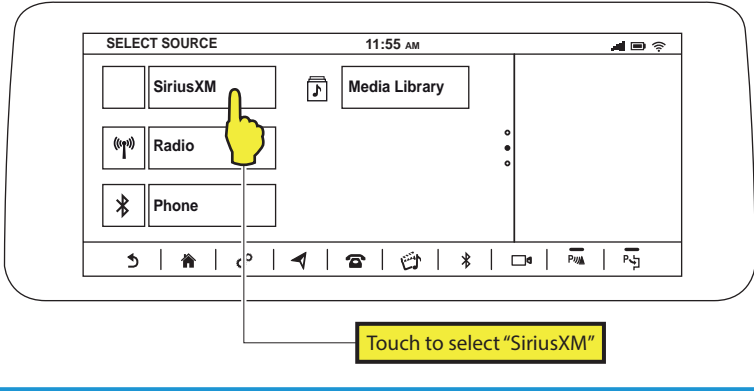 SELECT SOURCE 11:55 AM
SiriusXM Media Library
Radio
Phone
P P
Touch to select “SiriusXM”